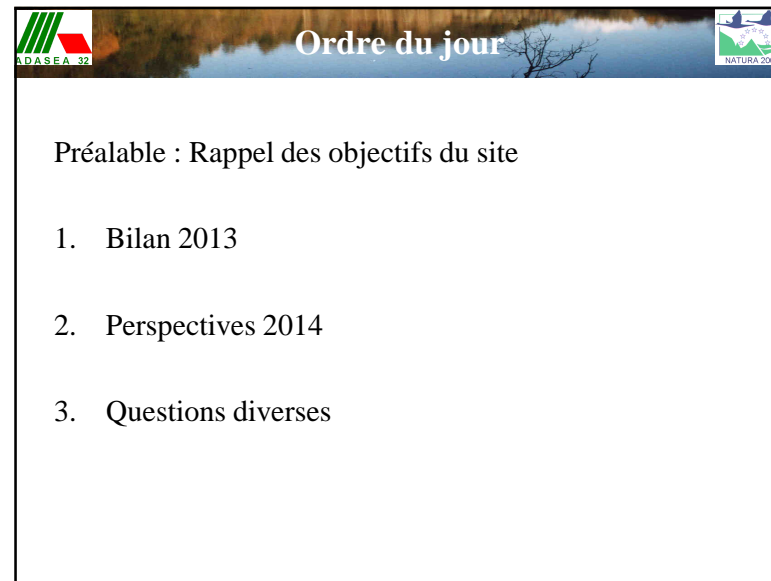 Ordre du jour
ADASEA 32
Préalable : Rappel des objectifs du site
1. Bilan 2013
2. Perspectives 2014
3. Questions diverses